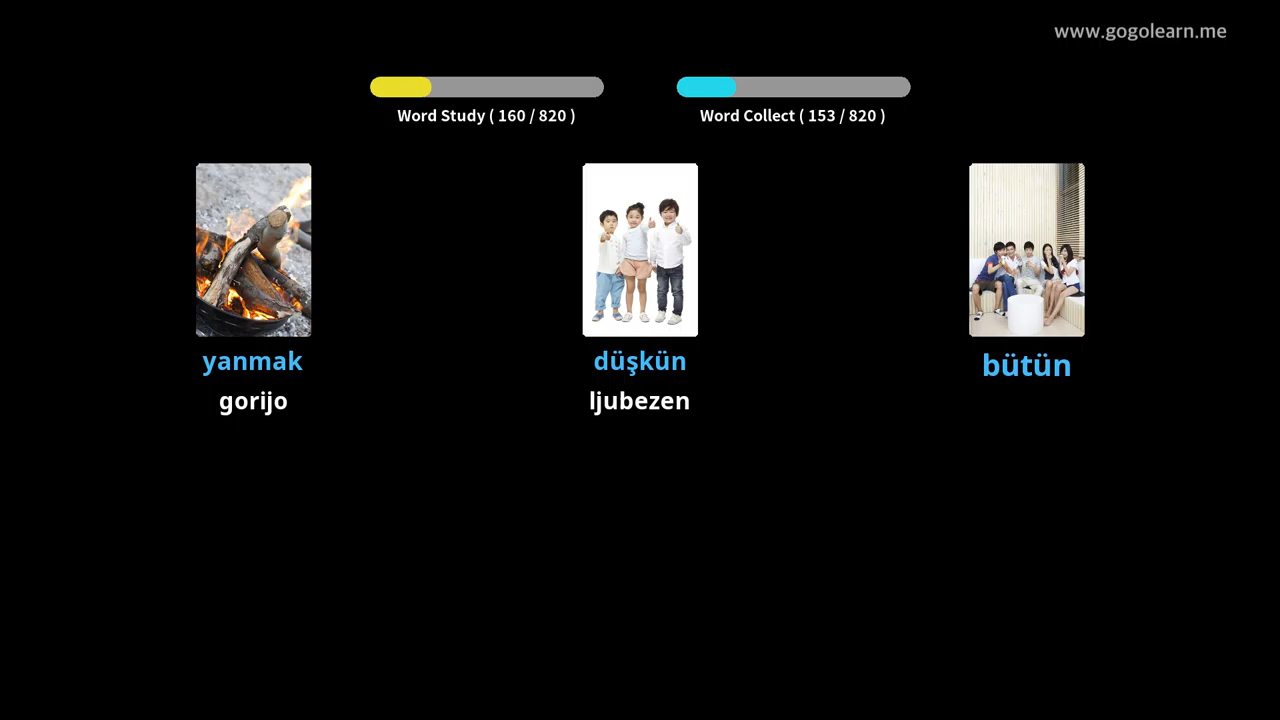 www.gogolearn.me
Word Study ( 160 / 820 )
Word Collect ( 153 / 820 )
yanmak
gorijo
düşkün
ljubezen
bütün